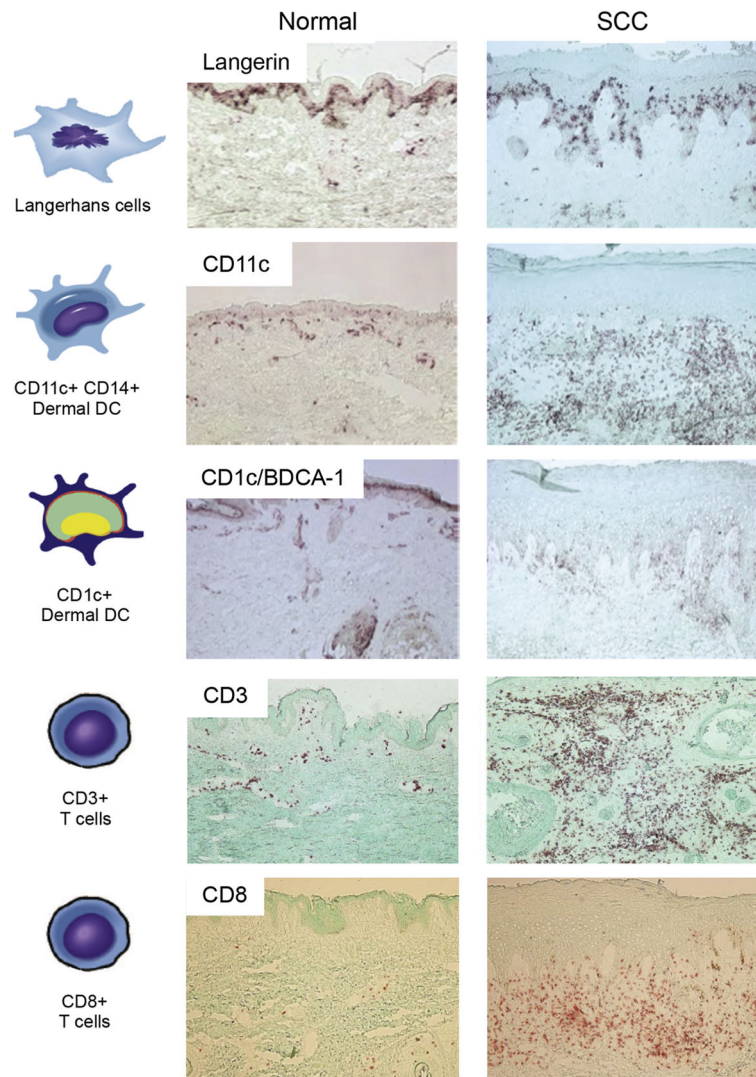 Normal
SCC
Langerin
Langerhans cells
CD11c
CD11c+ CD14+
Dermal DC
CD1c/BDCA-1
CD1c+
Dermal DC
CD3
CD3+
T cells
CD8
CD8+
T cells